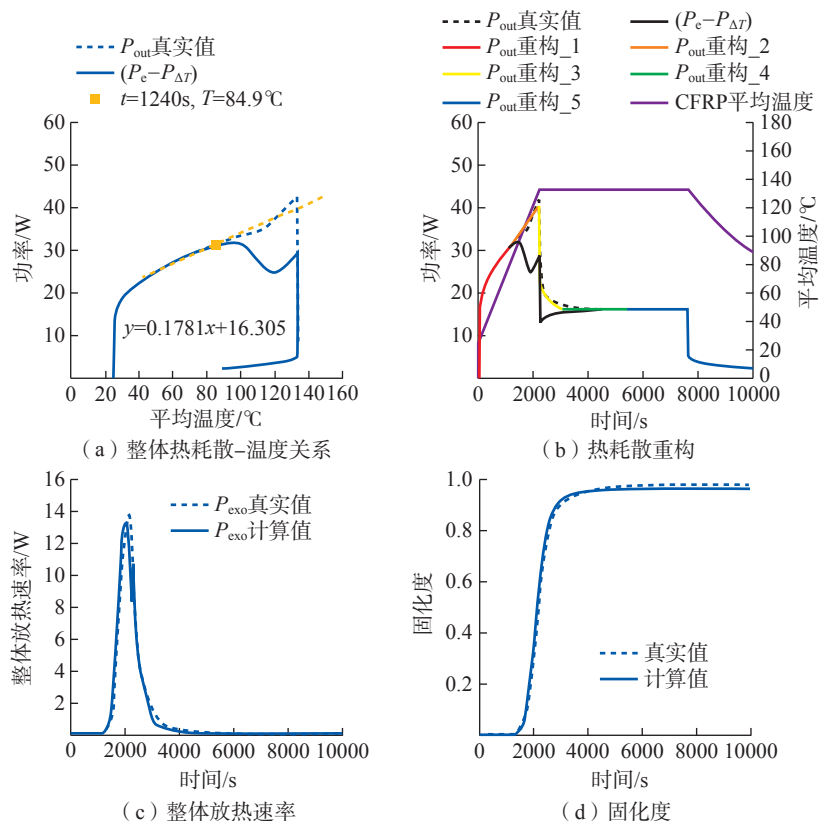 P_out真实值
(P_e−P_ΔT)
t=1240s, T=84.9℃
60
50
40
30
20
10
0 20 40 60 80 100 120 140 160
功率/W
y=0.1781x+16.305
平均温度/℃
（a）整体热耗散–温度关系
P_out真实值 (P_e−P_ΔT)
P_out重构_1 P_out重构_2
P_out重构_3 P_out重构_4
P_out重构_5 CFRP平均温度
60 180
50 160
40 140
30 120
20 100
10 80
60
40
20
0
0 2000 4000 6000 8000 10000
功率/W
平均温度/℃
时间/s
（b）热耗散重构
16
14
12
10
8
6
4
2
0 2000 4000 6000 8000 10000
P_exo真实值
P_exo计算值
整体放热速率/W
时间/s
（c）整体放热速率
1.0
0.8
0.6
0.4
0.2
0 2000 4000 6000 8000 10000
真实值
计算值
固化度
时间/s
（d）固化度